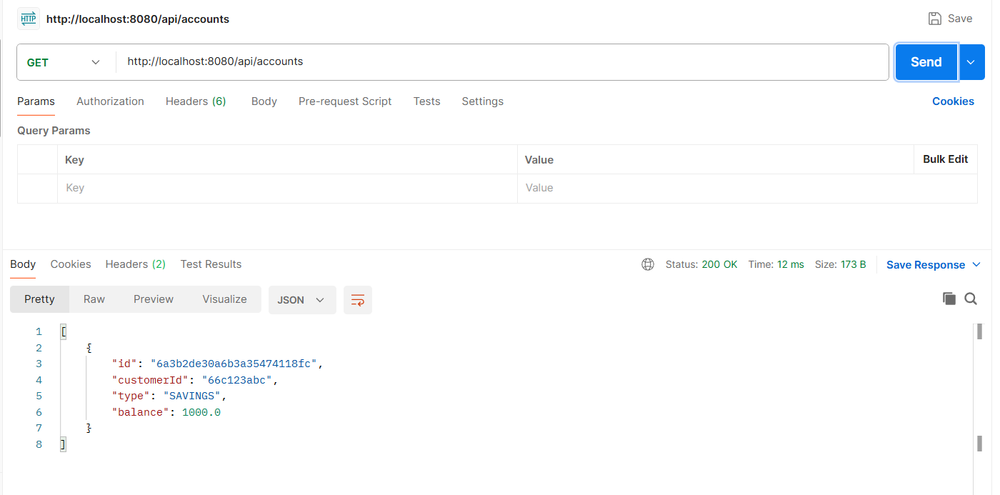 HTTP http://localhost:8080/api/accounts Save
GET http://localhost:8080/api/accounts Send
Params Authorization Headers (6) Body Pre-request Script Tests Settings Cookies
Query Params
Key Value Bulk Edit
Key Value
Body Cookies Headers (2) Test Results Status: 200 OK Time: 12 ms Size: 173 B Save Response
Pretty Raw Preview Visualize JSON
1 [
2 {
3 "id": "6a3b2de30a6b3a35474118fc",
4 "customerId": "66c123abc",
5 "type": "SAVINGS",
6 "balance": 1000.0
7 }
8 ]